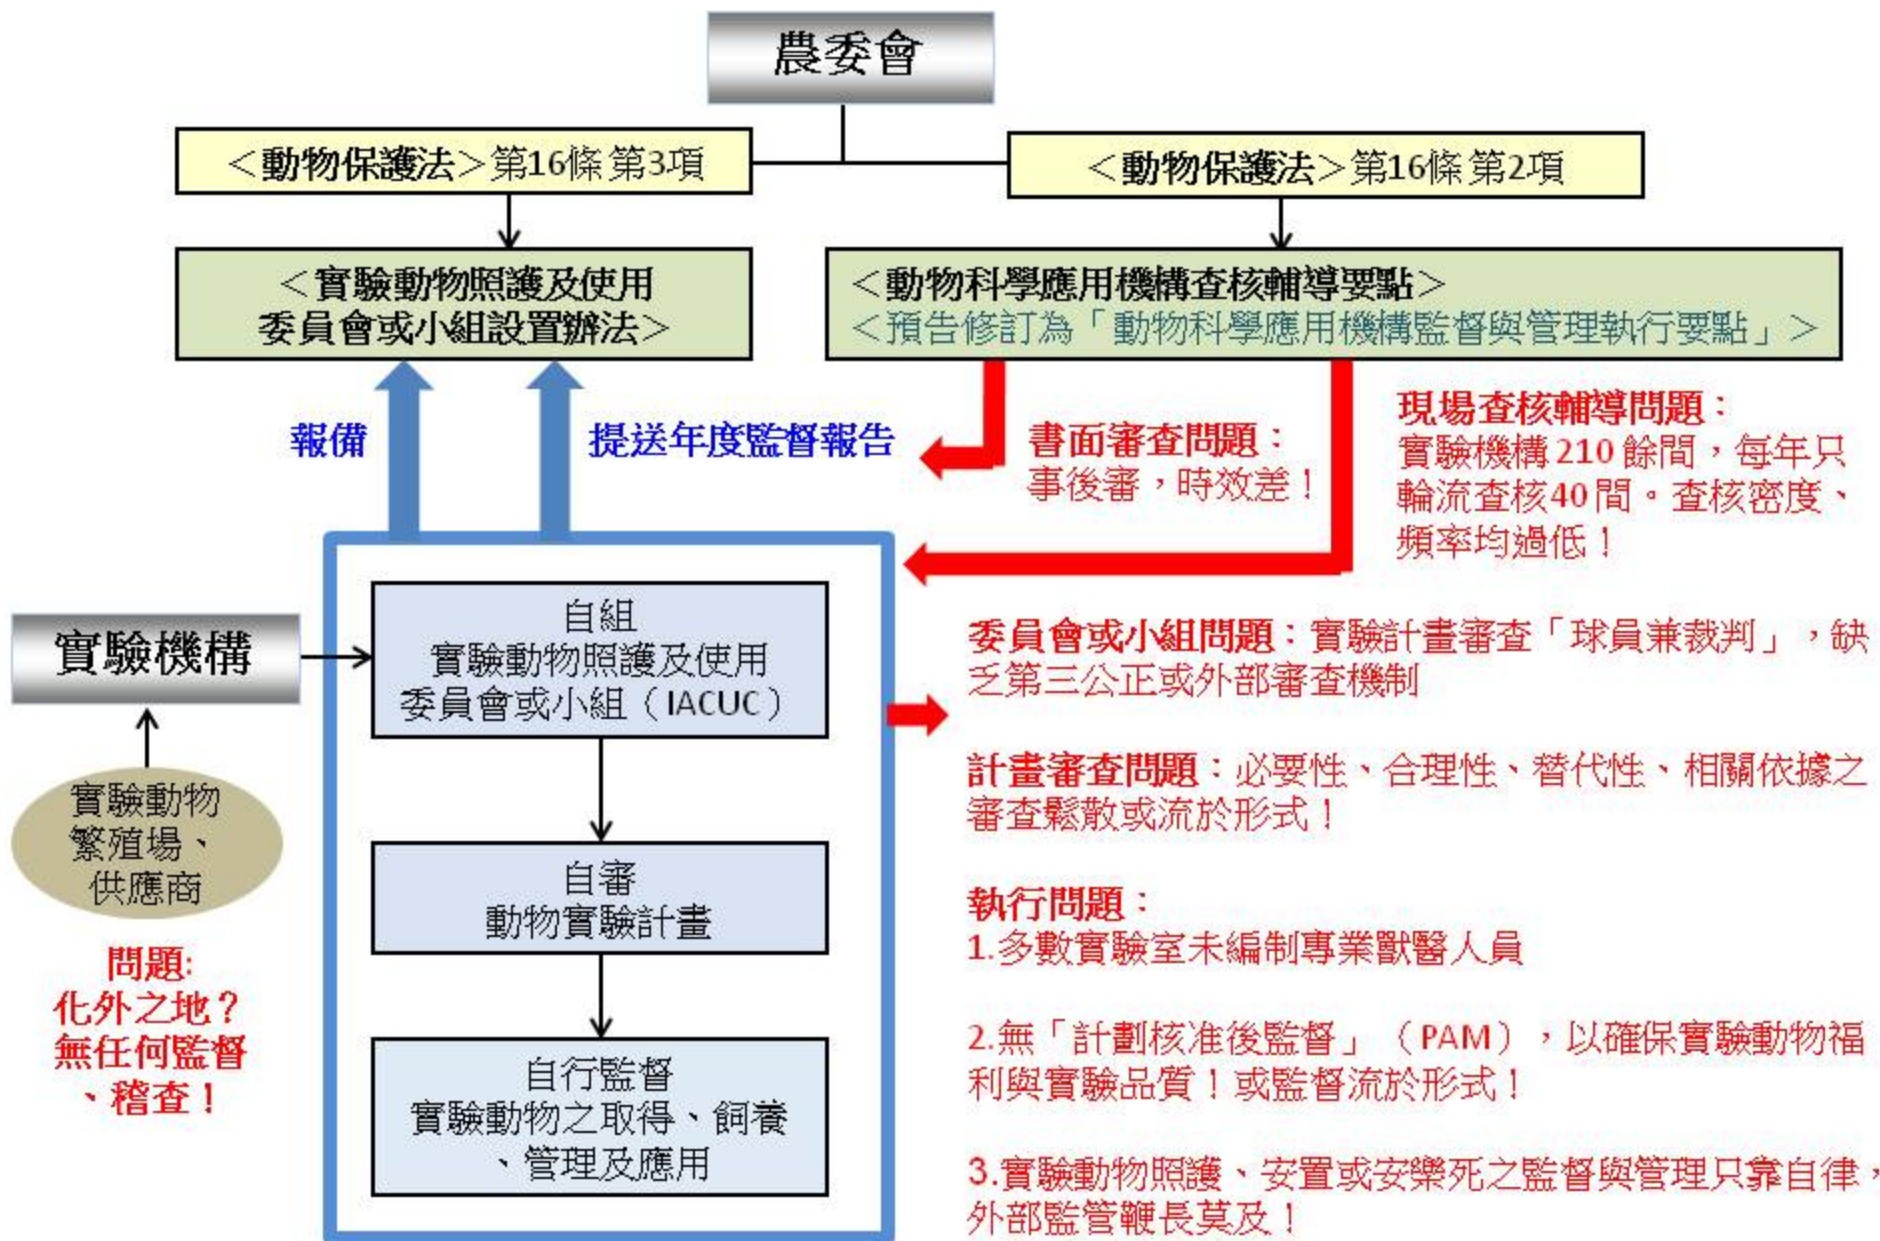 農委會
＜動物保護法＞第16條 第3項
＜動物保護法＞第16條 第2項
＜實驗動物照護及使用
委員會或小組設置辦法＞
＜動物科學應用機構查核輔導要點＞
＜預告修訂為「動物科學應用機構監督與管理執行要點」＞
報備
提送年度監督報告
書面審查問題：
事後審，時效差！
現場查核輔導問題：
實驗機構 210 餘間，每年只
輪流查核40 間。查核密度、
頻率均過低！
實驗機構
自組
實驗動物照護及使用
委員會或小組（IACUC）
委員會或小組問題：實驗計畫審查「球員兼裁判」，缺
乏第三公正或外部審查機制
計畫審查問題：必要性、合理性、替代性、相關依據之
審查鬆散或流於形式！
實驗動物
繁殖場、
供應商
自審
動物實驗計畫
問題:
化外之地？
無任何監督
、稽查！
執行問題：
1.多數實驗室未編制專業獸醫人員
2.無「計劃核准後監督」（PAM），以確保實驗動物福
利與實驗品質！或監督流於形式！
自行監督
實驗動物之取得、飼養
、管理及應用
3.實驗動物照護、安置或安樂死之監督與管理只靠自律，
外部監管鞭長莫及！